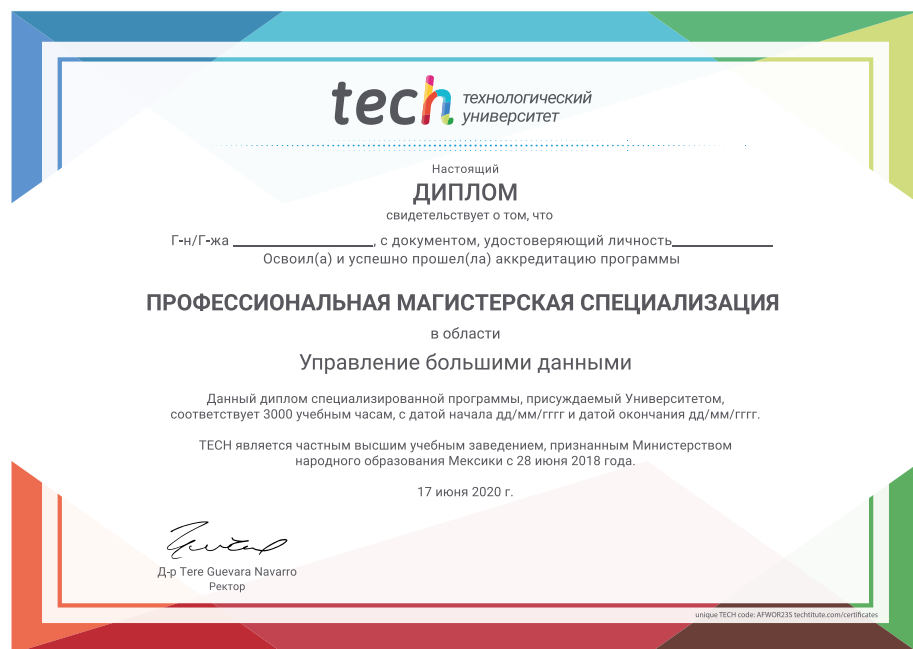 tech технологический
университет
Настоящий
ДИПЛОМ
свидетельствует о том, что
Г-н/Г-жа ____________________, с документом, удостоверяющий личность______________
Освоил(а) и успешно прошел(ла) аккредитацию программы
ПРОФЕССИОНАЛЬНАЯ МАГИСТЕРСКАЯ СПЕЦИАЛИЗАЦИЯ
в области
Управление большими данными
Данный диплом специализированной программы, присуждаемый Университетом,
соответствует 3000 учебным часам, с датой начала дд/мм/гггг и датой окончания дд/мм/гггг.
TECH является частным высшим учебным заведением, признанным Министерством
народного образования Мексики с 28 июня 2018 года.
17 июня 2020 г.
Д-р Tere Guevara Navarro
Ректор
unique TECH code: AFWOR23S techtitute.com/certificates